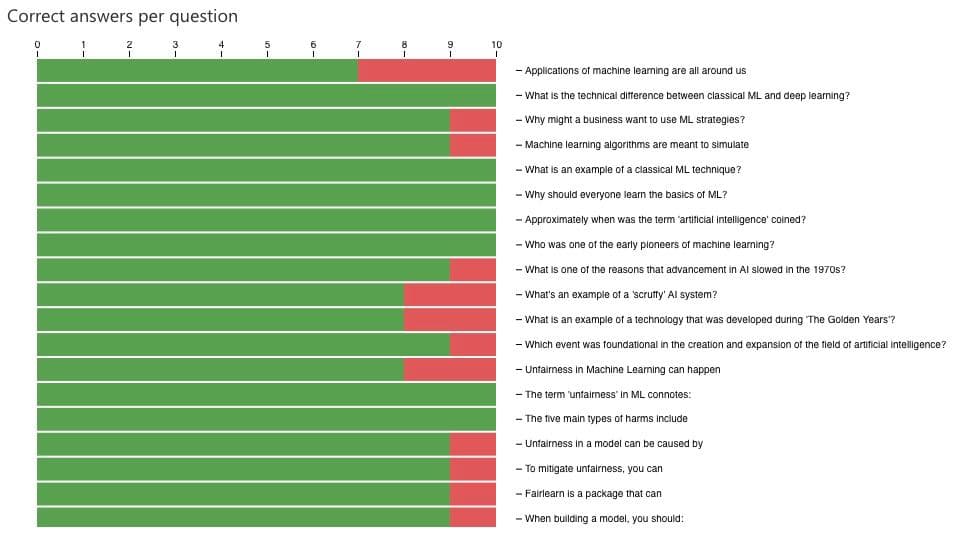 Correct answers per question
0 1 2 3 4 5 6 7 8 9 10
Applications of machine learning are all around us
What is the technical difference between classical ML and deep learning?
Why might a business want to use ML strategies?
Machine learning algorithms are meant to simulate
What is an example of a classical ML technique?
Why should everyone learn the basics of ML?
Approximately when was the term 'artificial intelligence' coined?
Who was one of the early pioneers of machine learning?
What is one of the reasons that advancement in AI slowed in the 1970s?
What's an example of a 'scruffy' AI system?
What is an example of a technology that was developed during 'The Golden Years'?
Which event was foundational in the creation and expansion of the field of artificial intelligence?
Unfairness in Machine Learning can happen
The term 'unfairness' in ML connotes:
The five main types of harms include
Unfairness in a model can be caused by
To mitigate unfairness, you can
Fairlearn is a package that can
When building a model, you should: